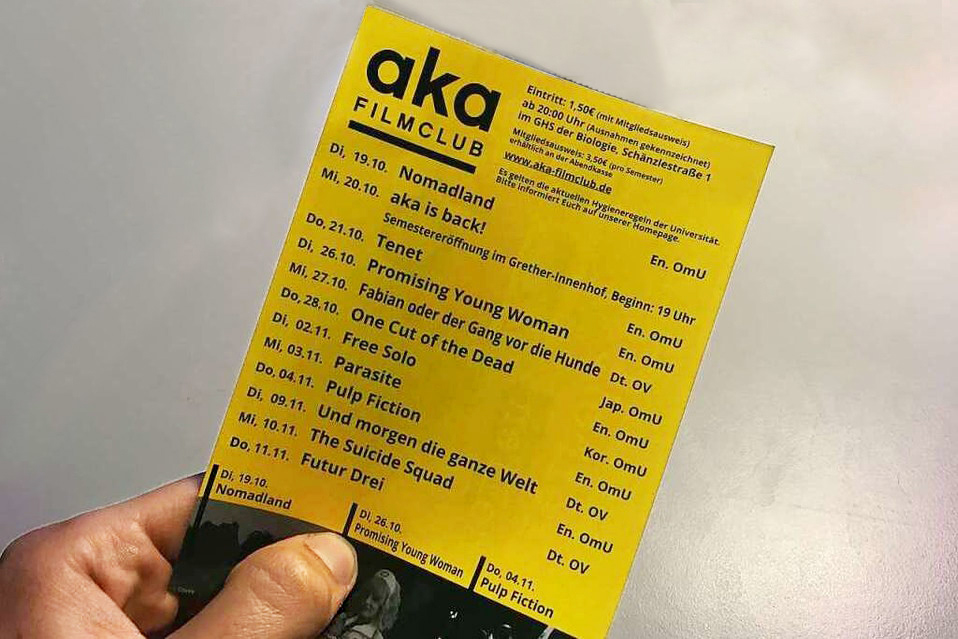 aka
FILMCLUB
Eintritt: 1,50€ (mit Mitgliedsausweis)
ab 20:00 Uhr (Ausnahmen gekennzeichnet)
im GHS der Biologie, Schänzlestraße 1
Mitgliedsausweis: 3,50€ (pro Semester)
erhältlich an der Abendkasse
www.aka-filmclub.de
Es gelten die aktuellen Hygieneregeln der Universität.
Bitte informiert Euch auf unserer Homepage.
Di, 19.10. Nomadland En. OmU
Mi, 20.10. aka is back!
Semestereröffnung im Grether-Innenhof, Beginn: 19 Uhr
Do, 21.10. Tenet En. OmU
Di, 26.10. Promising Young Woman En. OmU
Mi, 27.10. Fabian oder der Gang vor die Hunde Dt. OV
Do, 28.10. One Cut of the Dead Jap. OmU
Di, 02.11. Free Solo En. OmU
Mi, 03.11. Parasite Kor. OmU
Do, 04.11. Pulp Fiction En. OmU
Di, 09.11. Und morgen die ganze Welt Dt. OV
Mi, 10.11. The Suicide Squad En. OmU
Do, 11.11. Futur Drei Dt. OV
Di, 19.10.
Nomadland
Di, 26.10.
Promising Young Woman
Do, 04.11.
Pulp Fiction